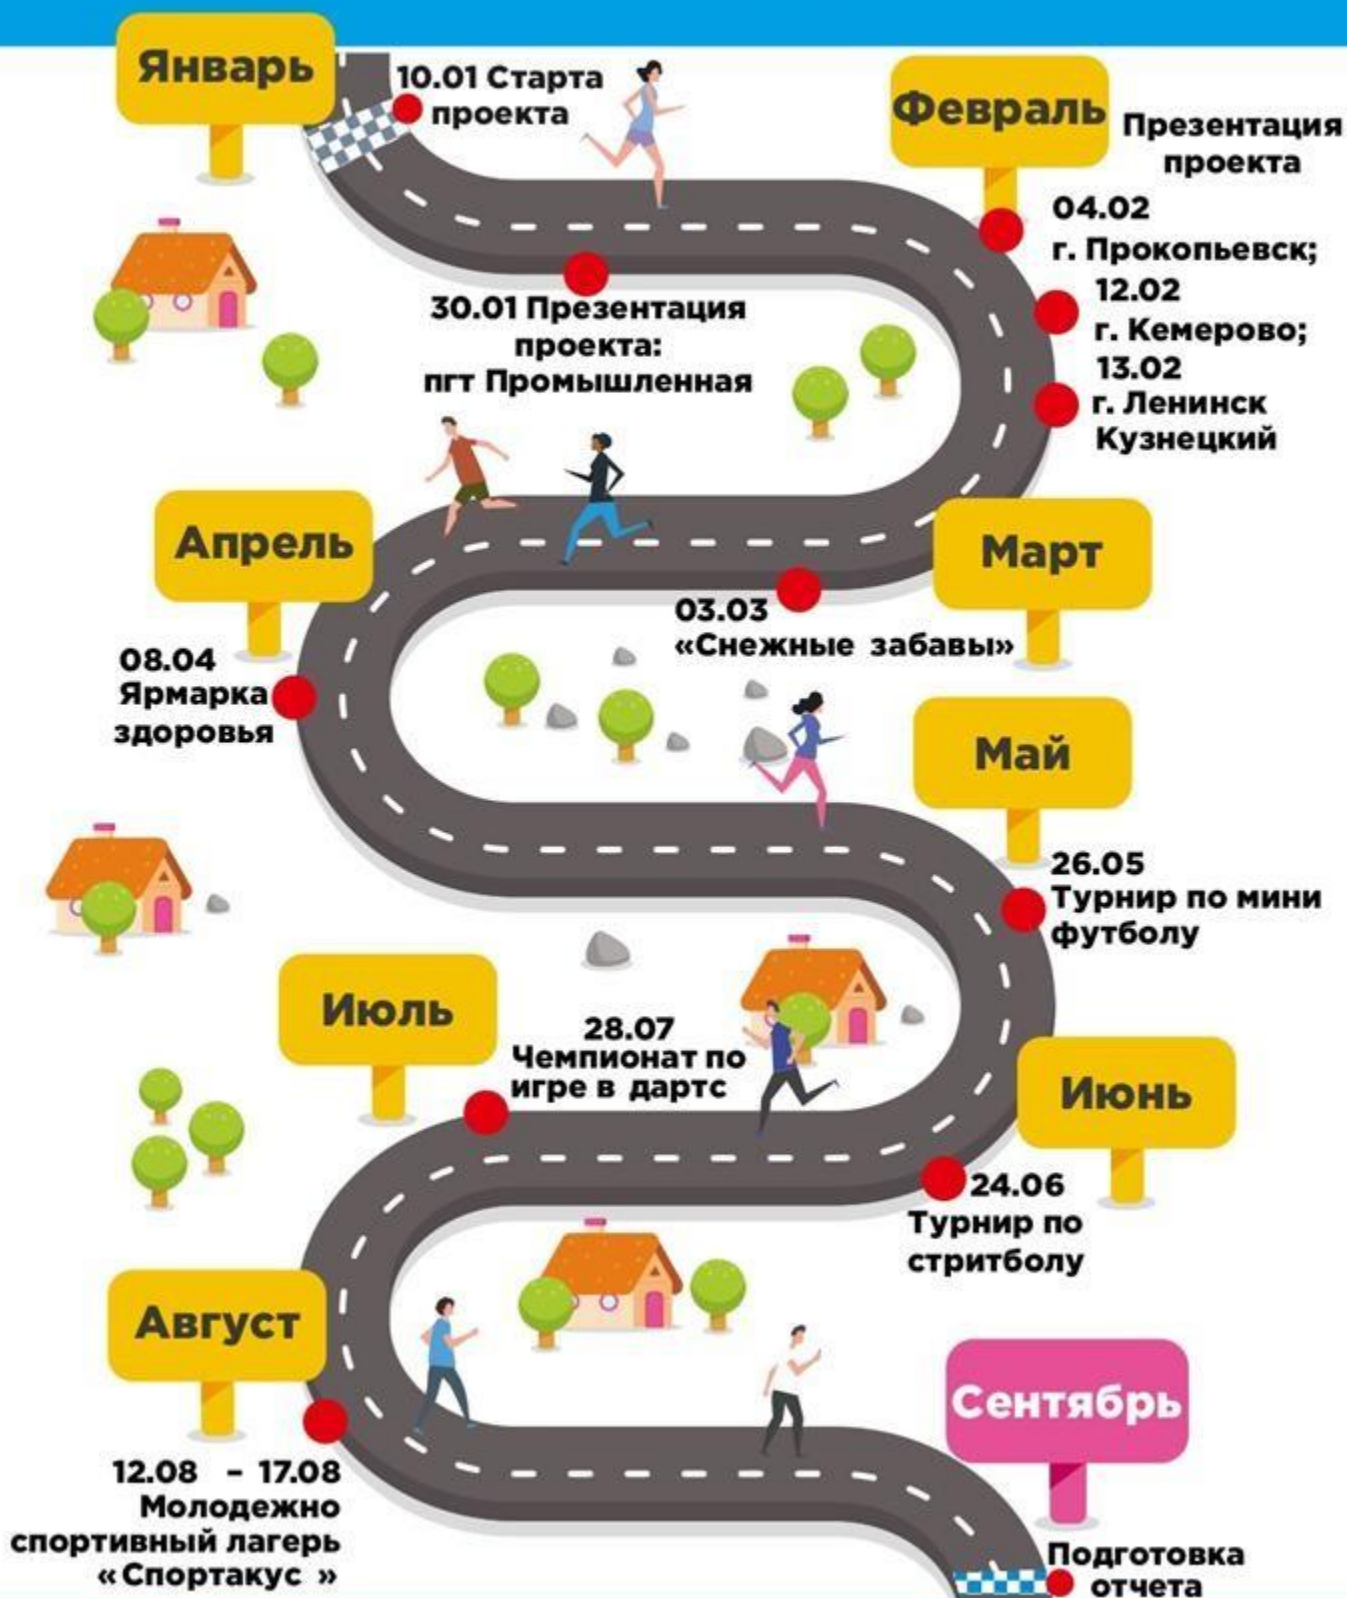 Январь
10.01 Старта
проекта
Февраль
Презентация
проекта
04.02
г. Прокопьевск;
12.02
г. Кемерово;
13.02
г. Ленинск
Кузнецкий
30.01 Презентация
проекта:
пгт Промышленная
Март
03.03
«Снежные забавы»
Апрель
08.04
Ярмарка
здоровья
Май
26.05
Турнир по мини
футболу
Июнь
24.06
Турнир по
стритболу
Июль
28.07
Чемпионат по
игре в дартс
Август
12.08 - 17.08
Молодежно
спортивный лагерь
«Спортакус »
Сентябрь
Подготовка
отчета